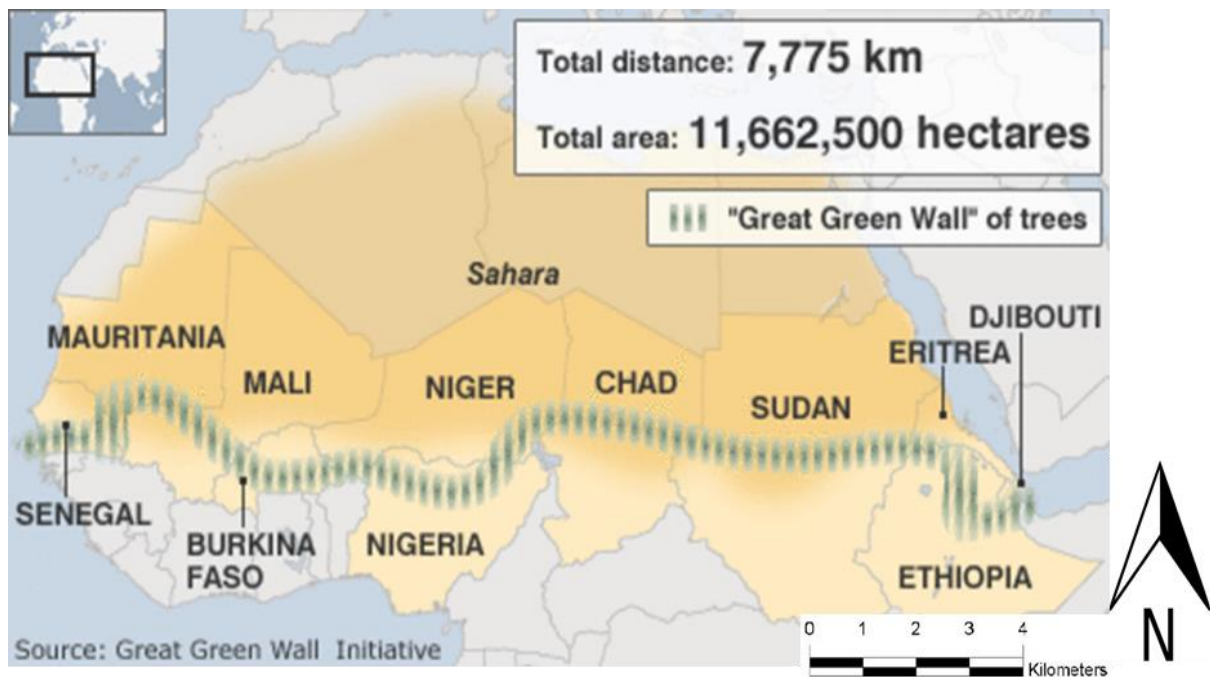 Total distance: 7,775 km
Total area: 11,662,500 hectares
"Great Green Wall" of trees
Sahara
DJIBOUTI
MAURITANIA
ERITREA
MALI
NIGER
CHAD
SUDAN
SENEGAL
BURKINA
FASO
NIGERIA
ETHIOPIA
Source: Great Green Wall Initiative
0 1 2 3 4
Kilometers
N